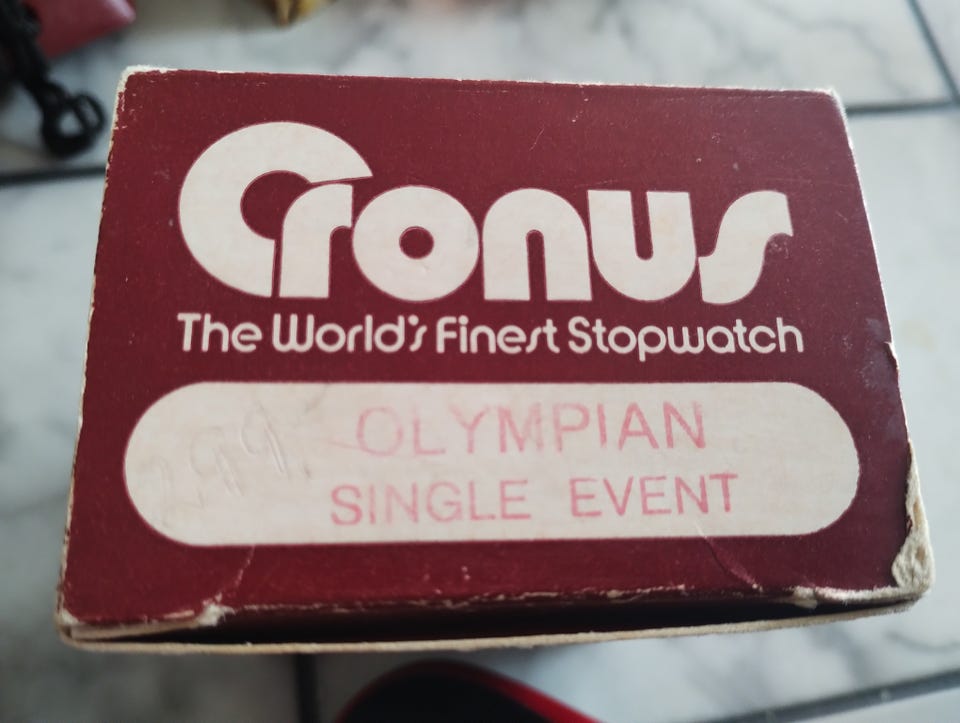 Cronus
The World's Finest Stopwatch
OLYMPIAN
SINGLE EVENT